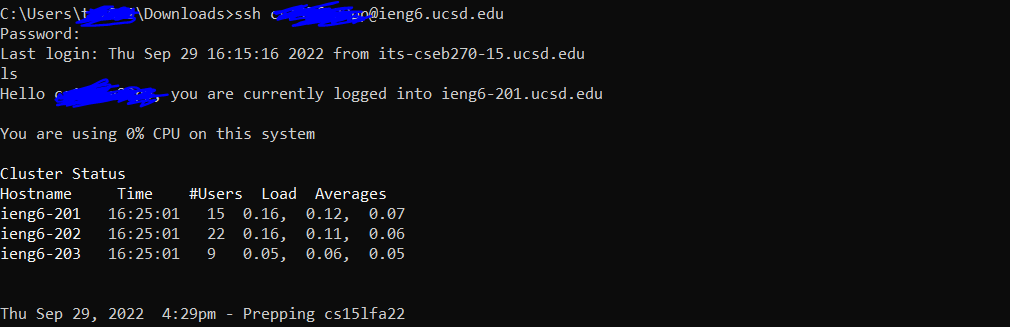 C:\Users\ \Downloads>ssh @ieng6.ucsd.edu
Password:
Last login: Thu Sep 29 16:15:16 2022 from its-cseb270-15.ucsd.edu
ls
Hello , you are currently logged into ieng6-201.ucsd.edu
You are using 0% CPU on this system
Cluster Status
Hostname Time #Users Load Averages
ieng6-201 16:25:01 15 0.16, 0.12, 0.07
ieng6-202 16:25:01 22 0.16, 0.11, 0.06
ieng6-203 16:25:01 9 0.05, 0.06, 0.05
Thu Sep 29, 2022 4:29pm - Prepping cs15lfa22